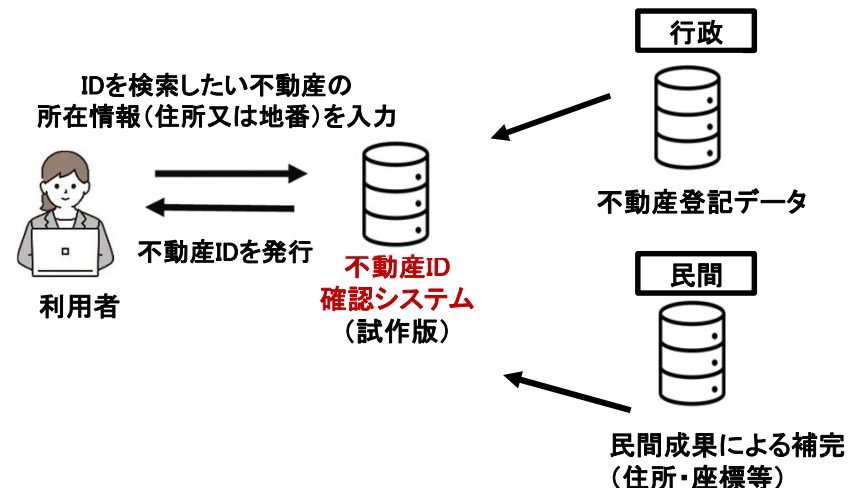 IDを検索したい不動産の
所在情報（住所又は地番）を入力
不動産IDを発行
利用者
不動産ID
確認システム
（試作版）
行政
不動産登記データ
民間
民間成果による補完
（住所・座標等）